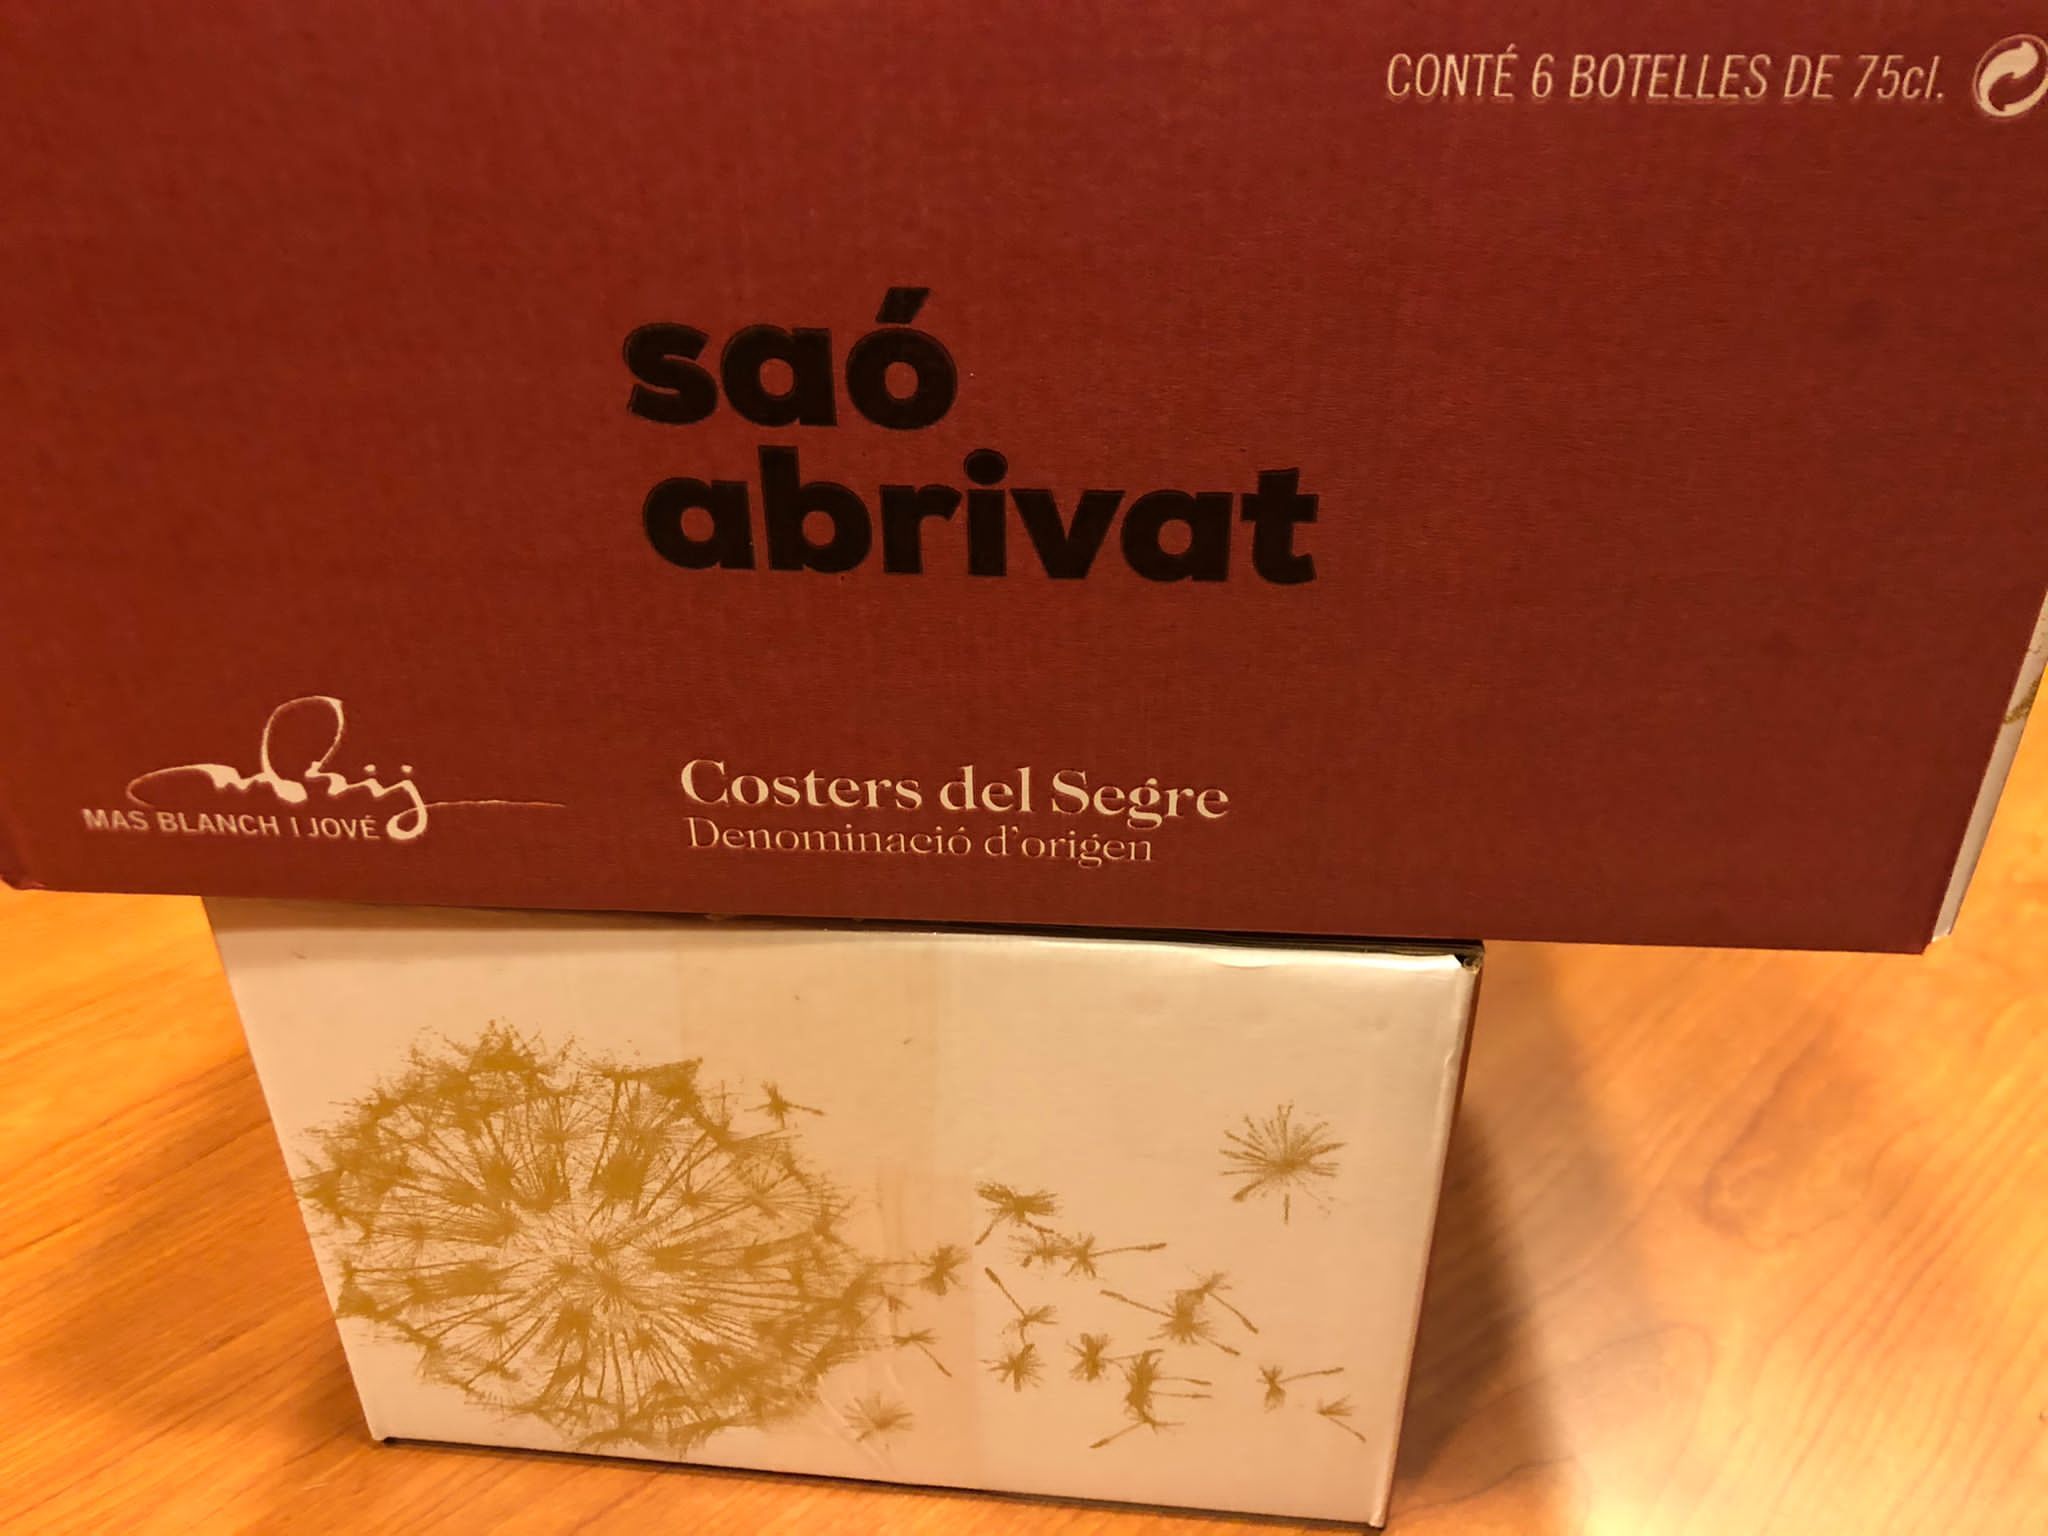 CONTÉ 6 BOTELLES DE 75cl.
saó
abrivat
MAS BLANCH I JOVÉ
Costers del Segre
Denominació d'origen